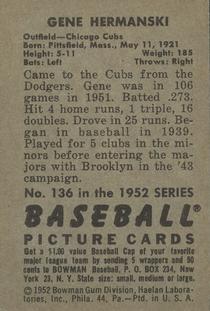 GENE HERMANSKI
Outfield—Chicago Cubs
Born: Pittsfield, Mass., May 11, 1921
Height: 5-11 Weight: 185
Bats: Left Throws: Right
Came to the Cubs from the
Dodgers. Gene was in 106
games in 1951. Batted .273.
Hit 4 home runs, 1 triple, 16
doubles. Drove in 25 runs. Be-
gan in baseball in 1939.
Played for 5 clubs in the mi-
nors before entering the ma-
jors with Brooklyn in the '43
campaign.
No. 136 in the 1952 SERIES
BASEBALL
PICTURE CARDS
Get a $1.00 value Baseball Cap of your favorite
major league team by sending 5 wrappers and 50
cents to BOWMAN Baseball, P. O. BOX 234, New
York 23, N. Y. State size: small, medium or large.
©1952 Bowman Gum Division, Haelan Labora-
tories, Inc., Phila. 44, Pa.—Ptd. in U. S. A.